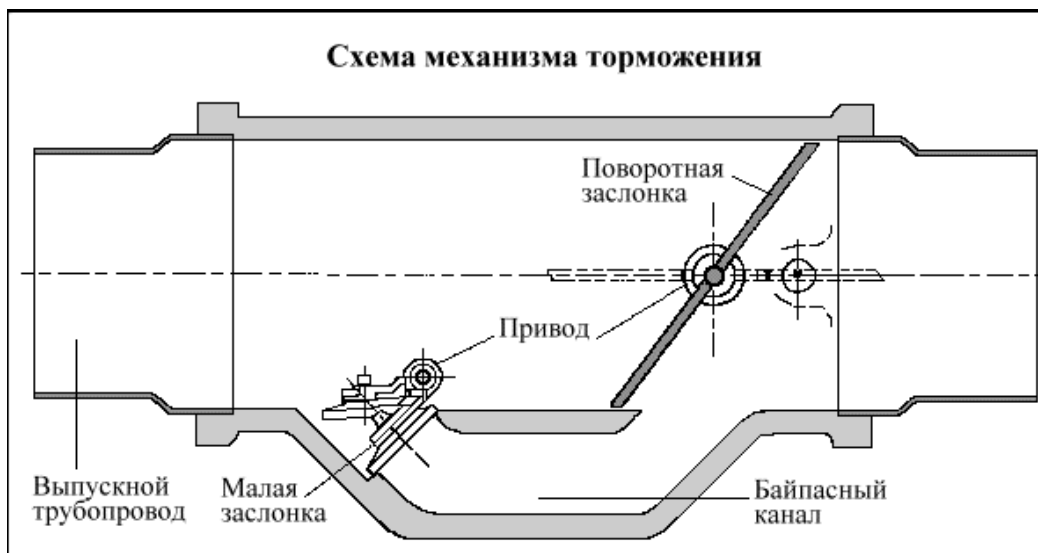 Схема механизма торможения
Поворотная
заслонка
Привод
Выпускной
трубопровод
Малая
заслонка
Байпасный
канал